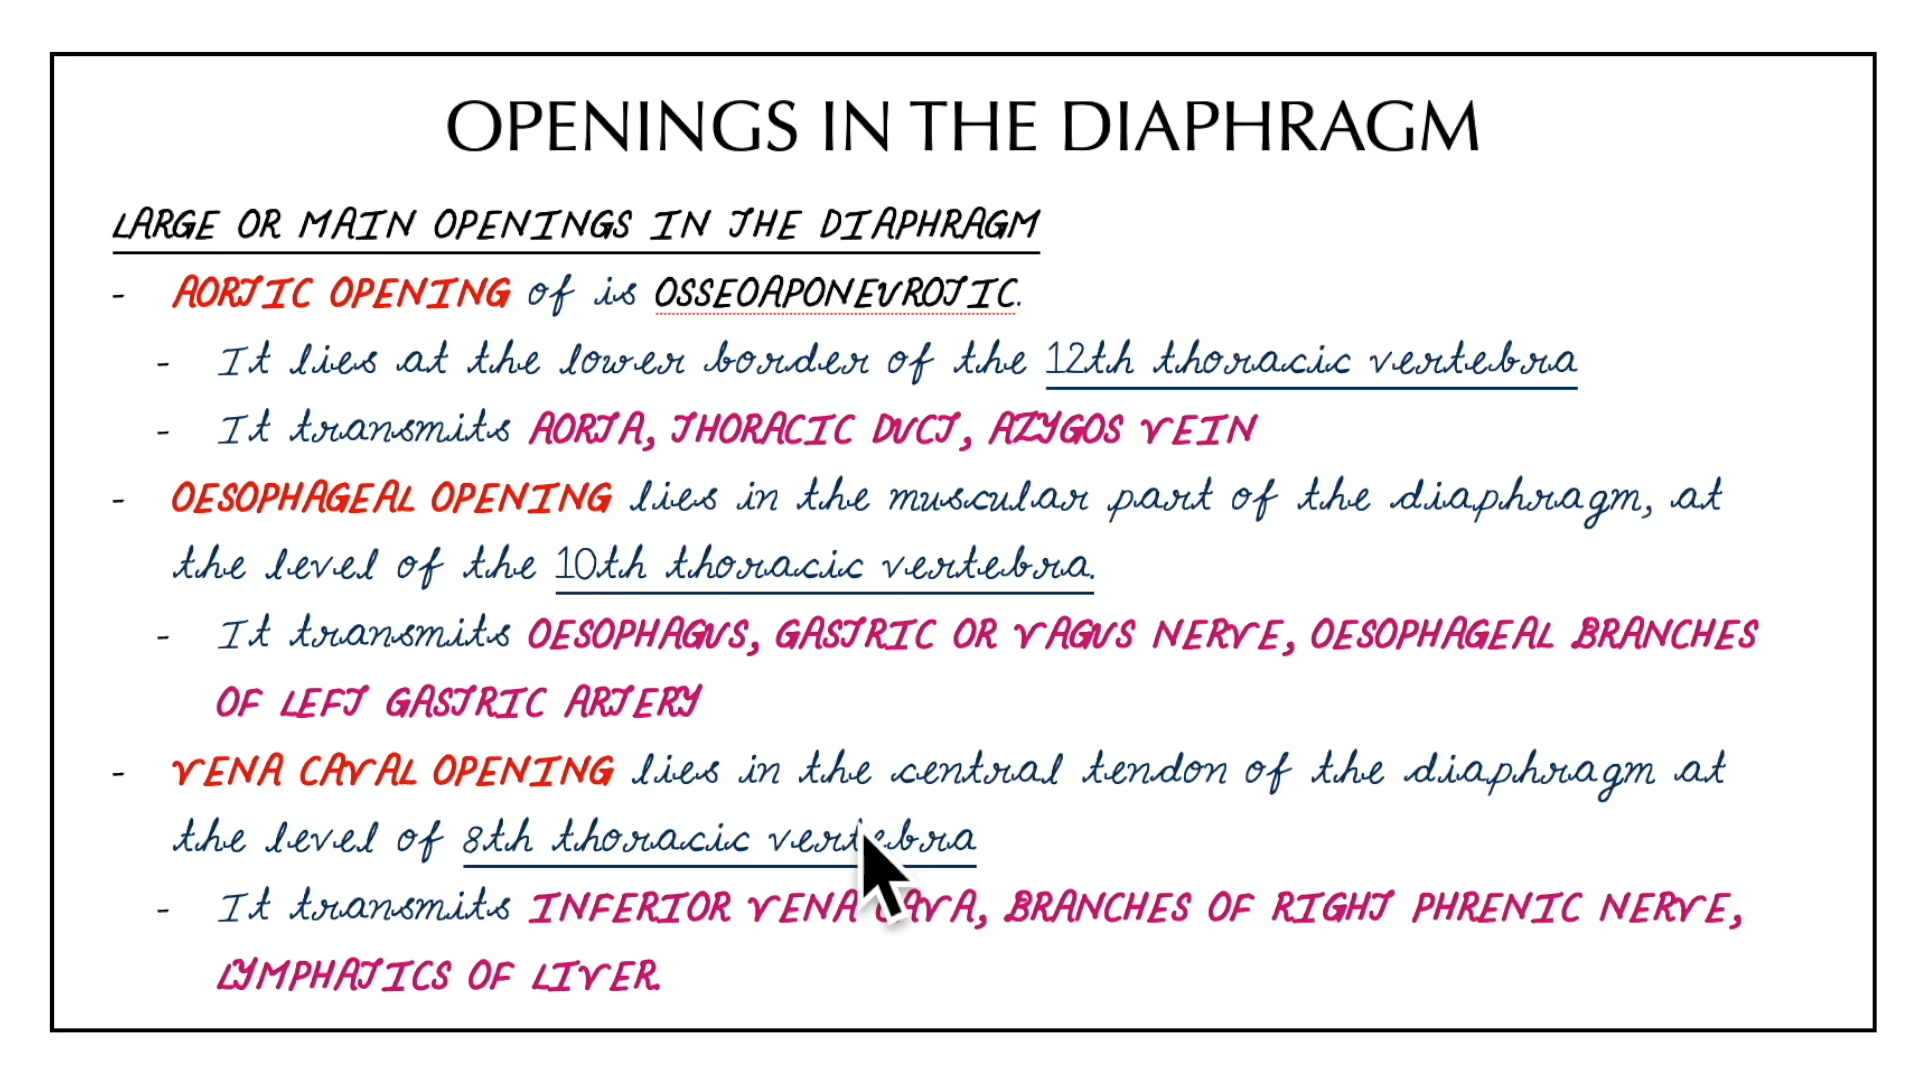 OPENINGS IN THE DIAPHRAGM
LARGE OR MAIN OPENINGS IN THE DIAPHRAGM
- AORTIC OPENING of is OSSEOAPONEUROTIC.
- It lies at the lower border of the 12th thoracic vertebra
- It transmits AORTA, THORACIC DUCT, AZYGOS VEIN
- OESOPHAGEAL OPENING lies in the muscular part of the diaphragm, at
the level of the 10th thoracic vertebra.
- It transmits OESOPHAGUS, GASTRIC OR VAGUS NERVE, OESOPHAGEAL BRANCHES
OF LEFT GASTRIC ARTERY
- VENA CAVAL OPENING lies in the central tendon of the diaphragm at
the level of 8th thoracic vertebra
- It transmits INFERIOR VENA CAVA, BRANCHES OF RIGHT PHRENIC NERVE,
LYMPHATICS OF LIVER.